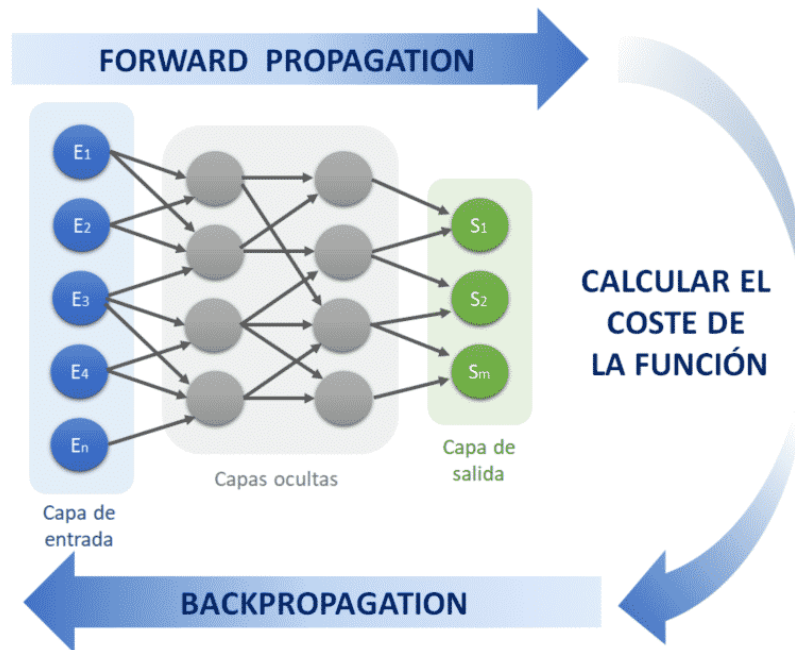 FORWARD PROPAGATION
E1
E2
E3
E4
En
S1
S2
Sm
Capa de
entrada
Capas ocultas
Capa de
salida
CALCULAR EL
COSTE DE
LA FUNCIÓN
BACKPROPAGATION